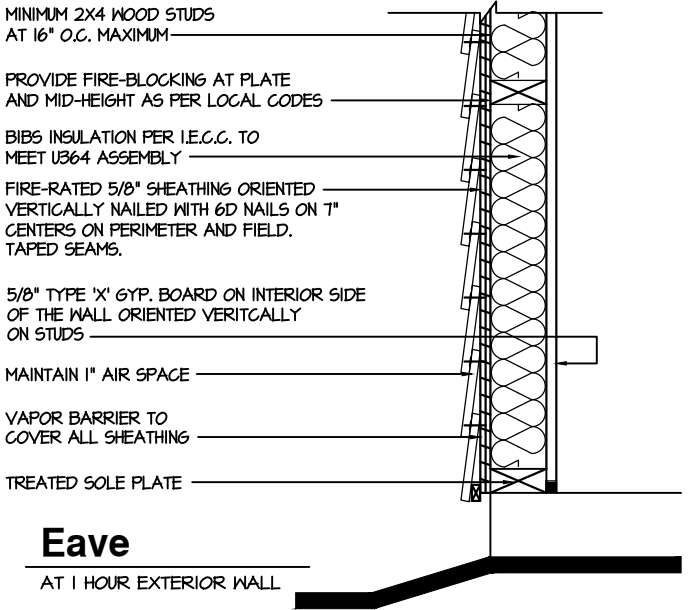 MINIMUM 2X4 WOOD STUDS
AT 16" O.C. MAXIMUM
PROVIDE FIRE-BLOCKING AT PLATE
AND MID-HEIGHT AS PER LOCAL CODES
BIBS INSULATION PER I.E.C.C. TO
MEET U364 ASSEMBLY
FIRE-RATED 5/8" SHEATHING ORIENTED
VERTICALLY NAILED WITH 6D NAILS ON 7"
CENTERS ON PERIMETER AND FIELD.
TAPED SEAMS.
5/8" TYPE 'X' GYP. BOARD ON INTERIOR SIDE
OF THE WALL ORIENTED VERITCALLY
ON STUDS
MAINTAIN 1" AIR SPACE
VAPOR BARRIER TO
COVER ALL SHEATHING
TREATED SOLE PLATE
Eave
AT 1 HOUR EXTERIOR WALL